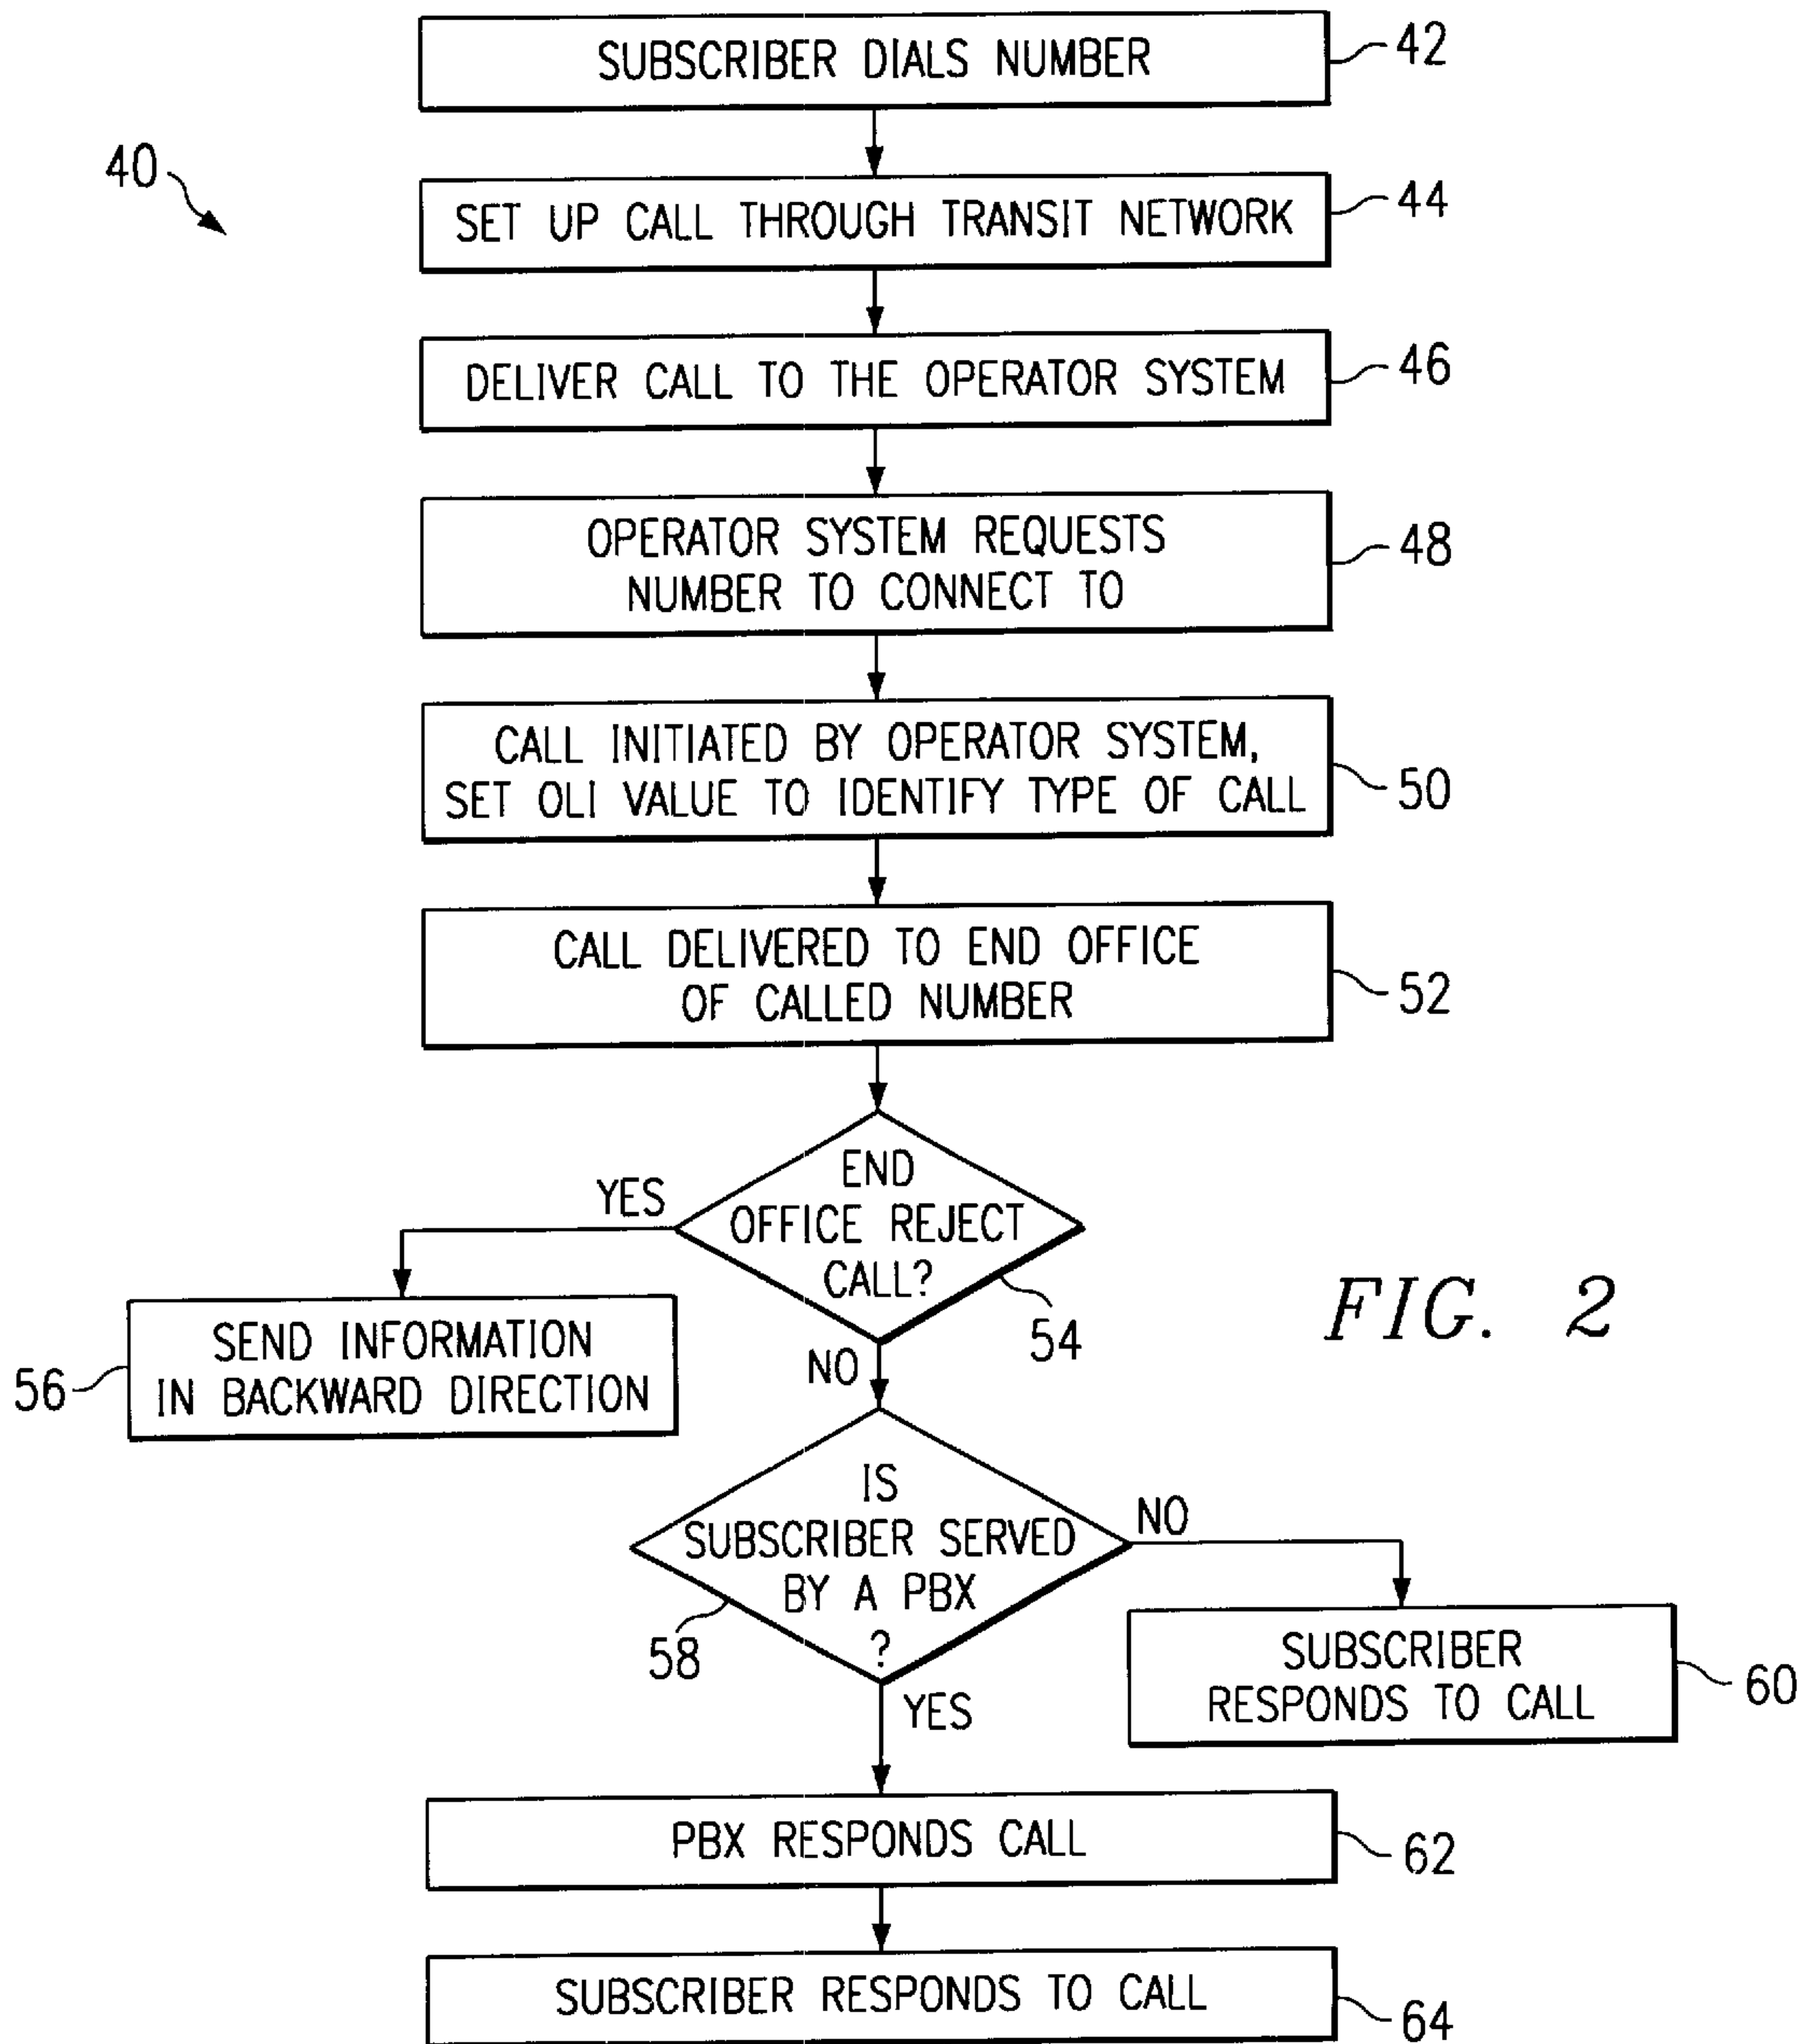 SUBSCRIBER DIALS NUMBER
42
40
SET UP CALL THROUGH TRANSIT NETWORK
44
DELIVER CALL TO THE OPERATOR SYSTEM
46
OPERATOR SYSTEM REQUESTS
NUMBER TO CONNECT TO
48
CALL INITIATED BY OPERATOR SYSTEM,
SET OLI VALUE TO IDENTIFY TYPE OF CALL
50
CALL DELIVERED TO END OFFICE
OF CALLED NUMBER
52
END
OFFICE REJECT
CALL?
54
YES
NO
SEND INFORMATION
IN BACKWARD DIRECTION
56
FIG. 2
IS
SUBSCRIBER SERVED
BY A PBX
?
58
NO
YES
SUBSCRIBER
RESPONDS TO CALL
60
PBX RESPONDS CALL
62
SUBSCRIBER RESPONDS TO CALL
64